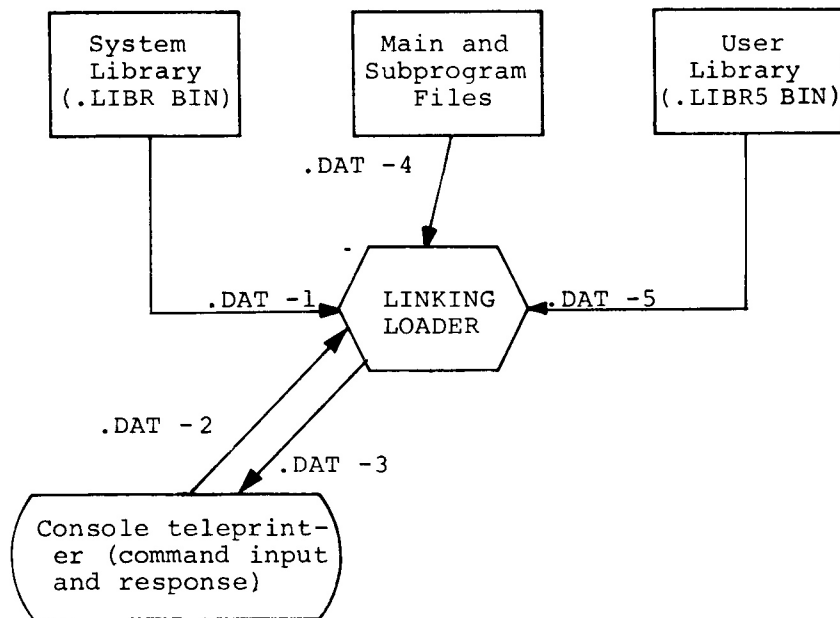 System
Library
(.LIBR BIN)
Main and
Subprogram
Files
User
Library
(.LIBR5 BIN)
.DAT -4
.DAT -1
LINKING
LOADER
.DAT -5
.DAT -2
.DAT -3
Console teleprint-
er (command input
and response)